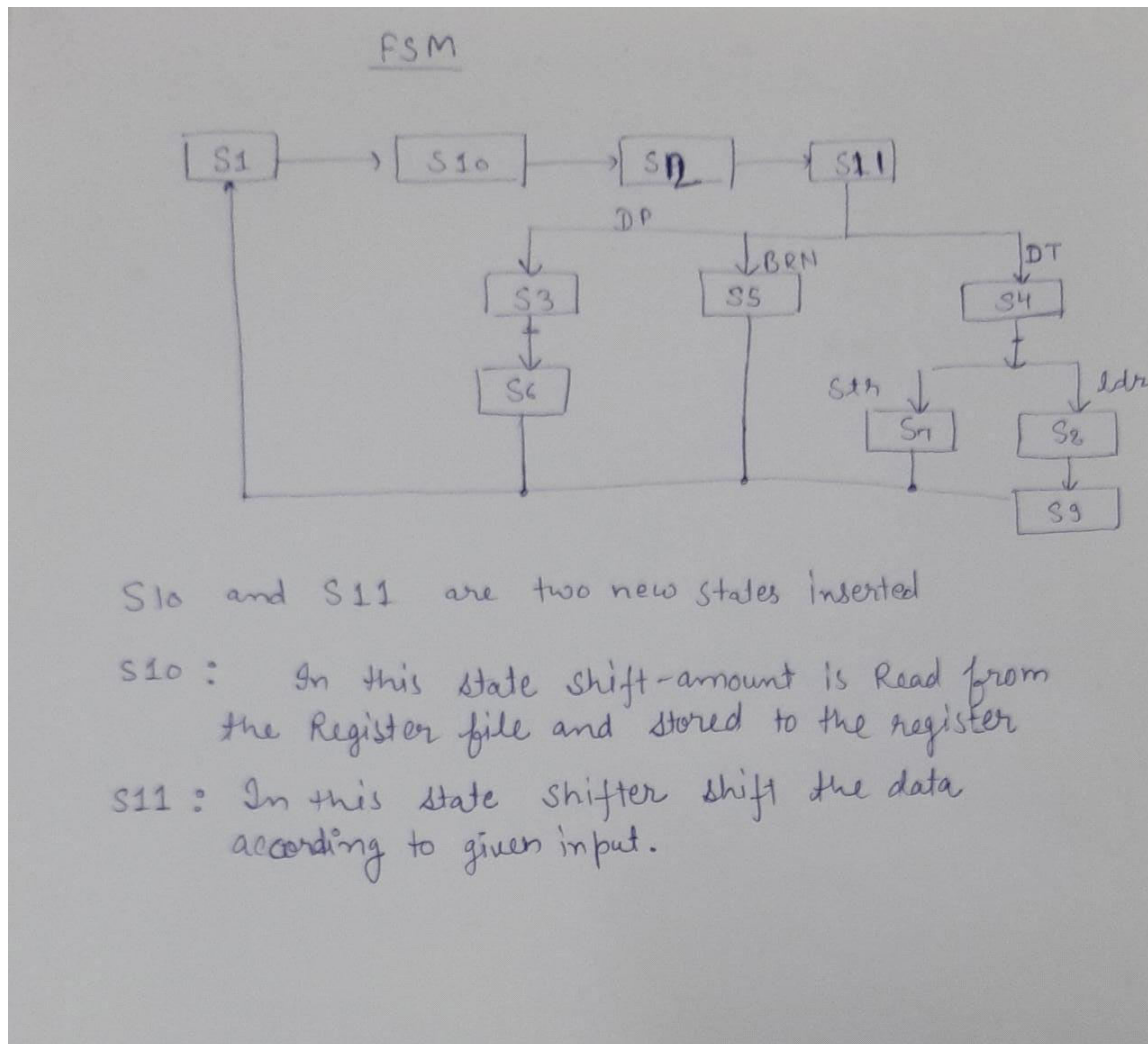 FSM
S1 S10 S11
DP
BRN
DT
S3 S5 S4
Str ldr
S6
S7 S8
S9
S10 and S11 are two new states inserted
S10 : In this state shift-amount is Read from
the Register file and stored to the register
S11 : In this state shifter shift the data
according to given input.